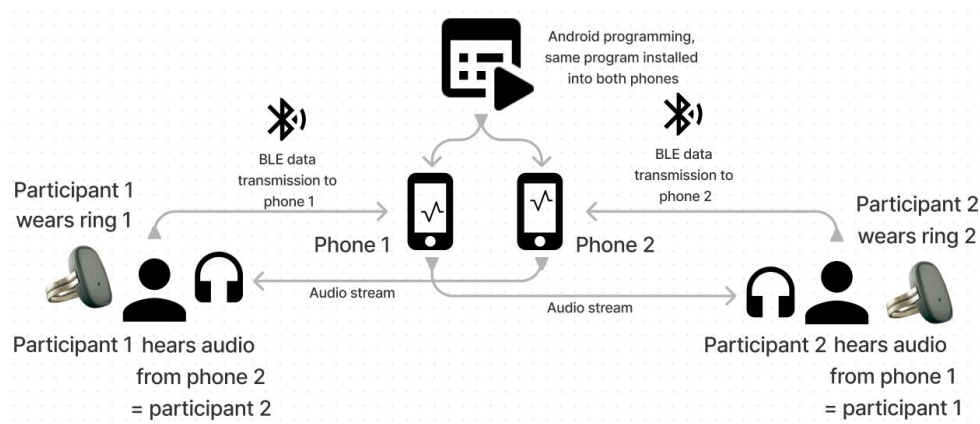 Android programming,
same program installed
into both phones
BLE data
transmission to
phone 1
BLE data
transmission to
phone 2
Participant 1
wears ring 1
Participant 2
wears ring 2
Phone 1
Phone 2
Audio stream
Audio stream
Participant 1 hears audio
from phone 2
= participant 2
Participant 2 hears audio
from phone 1
= participant 1